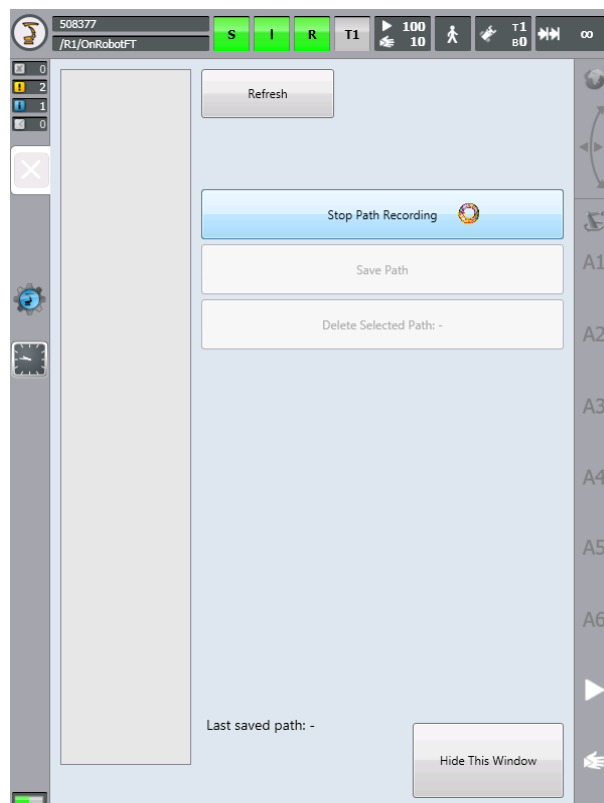 508377
/R1/OnRobotFT
S
I
R
T1
100
10
T1
B0
∞
0
2
1
0
Refresh
Stop Path Recording
Save Path
Delete Selected Path: -
A1
A2
A3
A4
A5
A6
Last saved path: -
Hide This Window